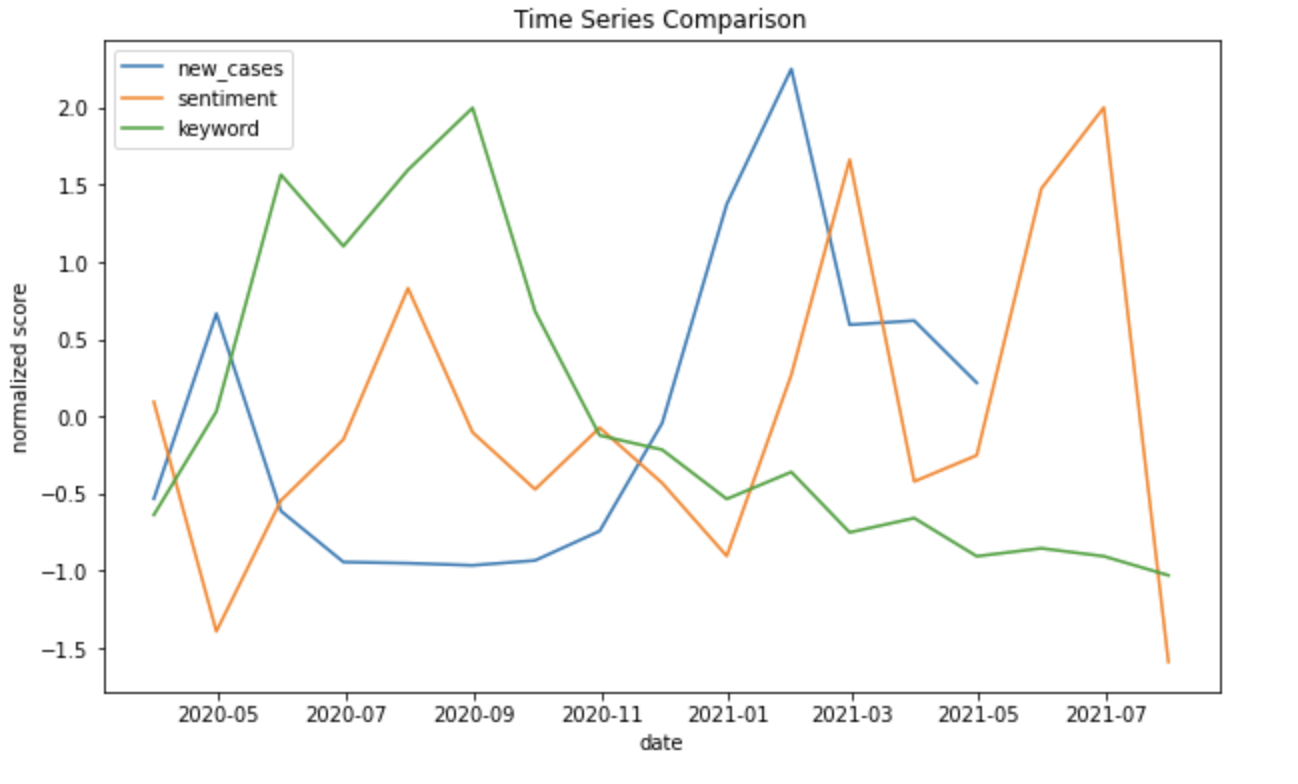 Time Series Comparison
new_cases
sentiment
keyword
normalized score
2.0
1.5
1.0
0.5
0.0
−0.5
−1.0
−1.5
2020-05 2020-07 2020-09 2020-11 2021-01 2021-03 2021-05 2021-07
date